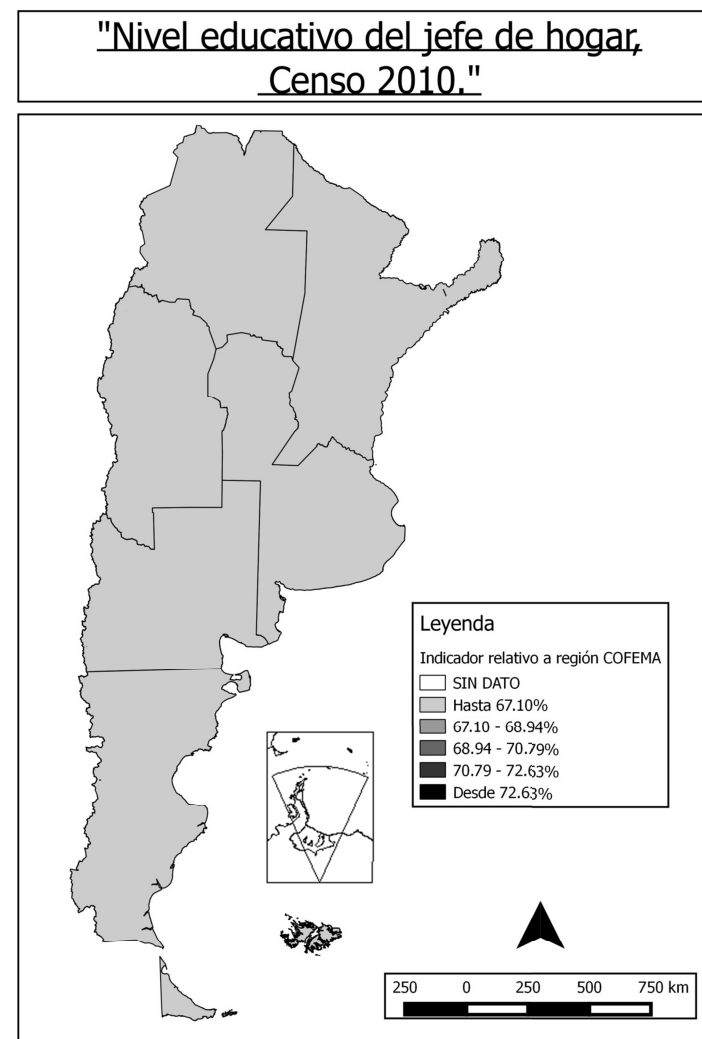 "Nivel educativo del jefe de hogar,
Censo 2010."
Leyenda
Indicador relativo a región COFEMA
SIN DATO
Hasta 67.10%
67.10 - 68.94%
68.94 - 70.79%
70.79 - 72.63%
Desde 72.63%
250 0 250 500 750 km